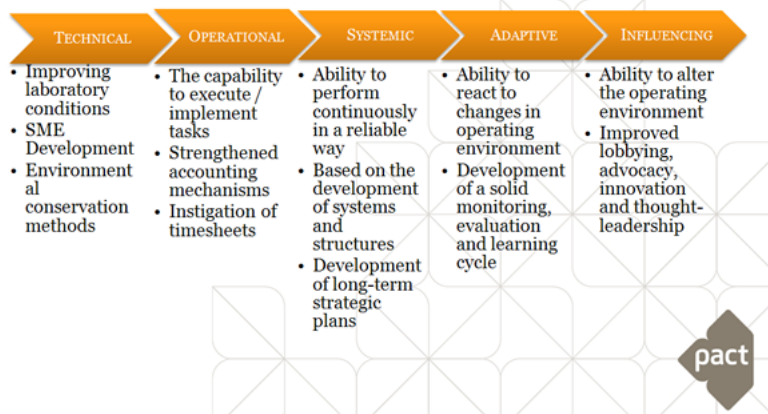 TECHNICAL
OPERATIONAL
SYSTEMIC
ADAPTIVE
INFLUENCING
• Improving
laboratory
conditions
• SME
Development
• Environment
al
conservation
methods
• The capability
to execute /
implement
tasks
• Strengthened
accounting
mechanisms
• Instigation of
timesheets
• Ability to
perform
continuously
in a reliable
way
• Based on the
development
of systems
and
structures
• Development
of long-term
strategic
plans
• Ability to
react to
changes in
operating
environment
• Development
of a solid
monitoring,
evaluation
and learning
cycle
• Ability to alter
the operating
environment
• Improved
lobbying,
advocacy,
innovation
and thought-
leadership
pact